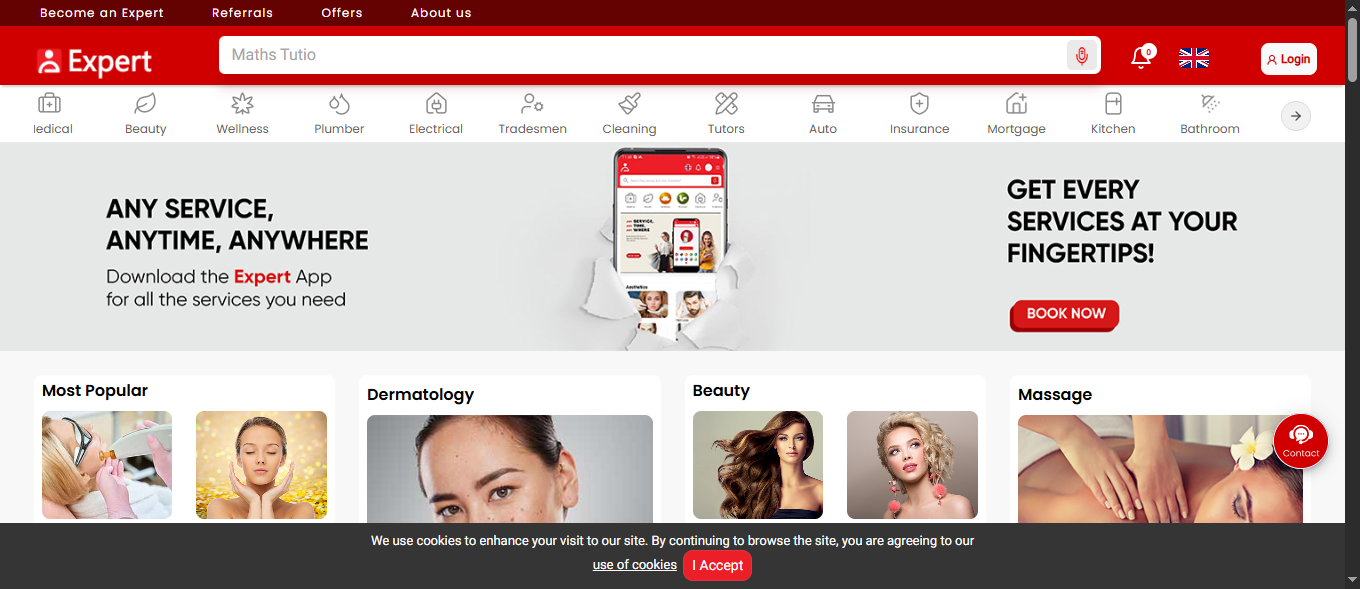 Become an Expert
Referrals
Offers
About us
Expert
Maths Tutio
0
Login
ledical
Beauty
Wellness
Plumber
Electrical
Tradesmen
Cleaning
Tutors
Auto
Insurance
Mortgage
Kitchen
Bathroom
ANY SERVICE,
ANYTIME, ANYWHERE
Download the Expert App
for all the services you need
GET EVERY
SERVICES AT YOUR
FINGERTIPS!
BOOK NOW
Most Popular
Dermatology
Beauty
Massage
Contact
We use cookies to enhance your visit to our site. By continuing to browse the site, you are agreeing to our
use of cookies
I Accept